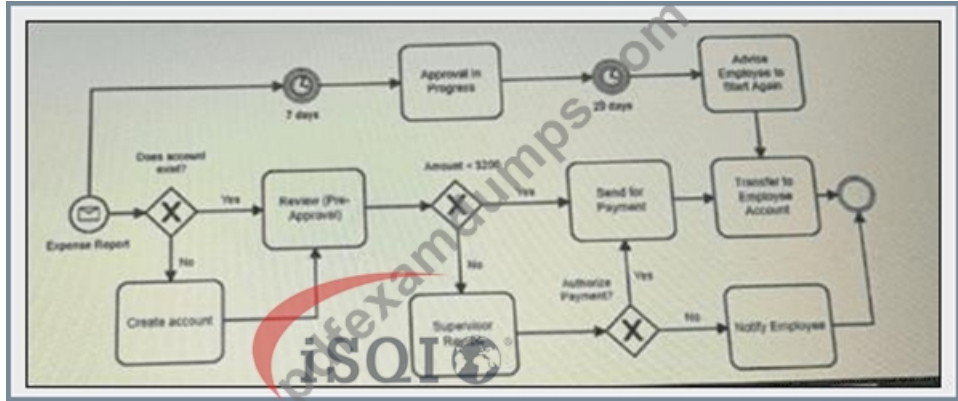 Approval in
Progress
Advise
Employee to
Start Again
7 days
23 days
Does account
exist?
Amount < $200
Yes
Review (Pre-
Approval)
Yes
Send for
Payment
Transfer to
Employee
Account
Expense Report
No
No
Authorize
Payment?
Yes
Create account
Supervisor
No
Notify Employee
iSQI
pdfexamdumps.com